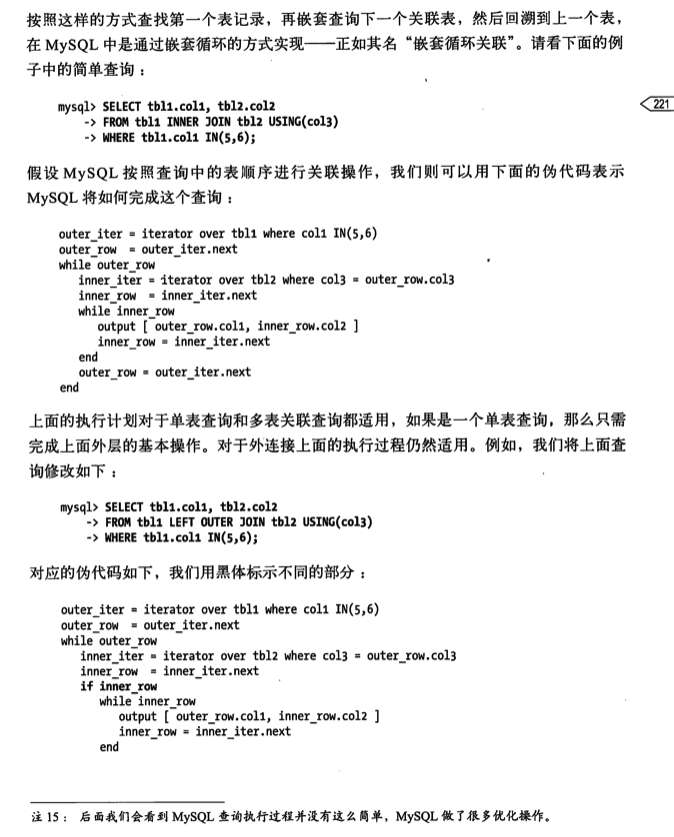 按照这样的方式查找第一个表记录，再嵌套查询下一个关联表，然后回溯到上一个表，
在 MySQL 中是通过嵌套循环的方式实现——正如其名“嵌套循环关联”。请看下面的例
子中的简单查询：
221
mysql> SELECT tbl1.col1, tbl2.col2
-> FROM tbl1 INNER JOIN tbl2 USING(col3)
-> WHERE tbl1.col1 IN(5,6);
假设 MySQL 按照查询中的表顺序进行关联操作，我们则可以用下面的伪代码表示
MySQL 将如何完成这个查询：
outer_iter = iterator over tbl1 where col1 IN(5,6)
outer_row = outer_iter.next
while outer_row
inner_iter = iterator over tbl2 where col3 = outer_row.col3
inner_row = inner_iter.next
while inner_row
output [ outer_row.col1, inner_row.col2 ]
inner_row = inner_iter.next
end
outer_row = outer_iter.next
end
上面的执行计划对于单表查询和多表关联查询都适用，如果是一个单表查询，那么只需
完成上面外层的基本操作。对于外连接上面的执行过程仍然适用。例如，我们将上面查
询修改如下：
mysql> SELECT tbl1.col1, tbl2.col2
-> FROM tbl1 LEFT OUTER JOIN tbl2 USING(col3)
-> WHERE tbl1.col1 IN(5,6);
对应的伪代码如下，我们用黑体标示不同的部分：
outer_iter = iterator over tbl1 where col1 IN(5,6)
outer_row = outer_iter.next
while outer_row
inner_iter = iterator over tbl2 where col3 = outer_row.col3
inner_row = inner_iter.next
if inner_row
while inner_row
output [ outer_row.col1, inner_row.col2 ]
inner_row = inner_iter.next
end
注 15： 后面我们会看到 MySQL 查询执行过程并没有这么简单，MySQL 做了很多优化操作。